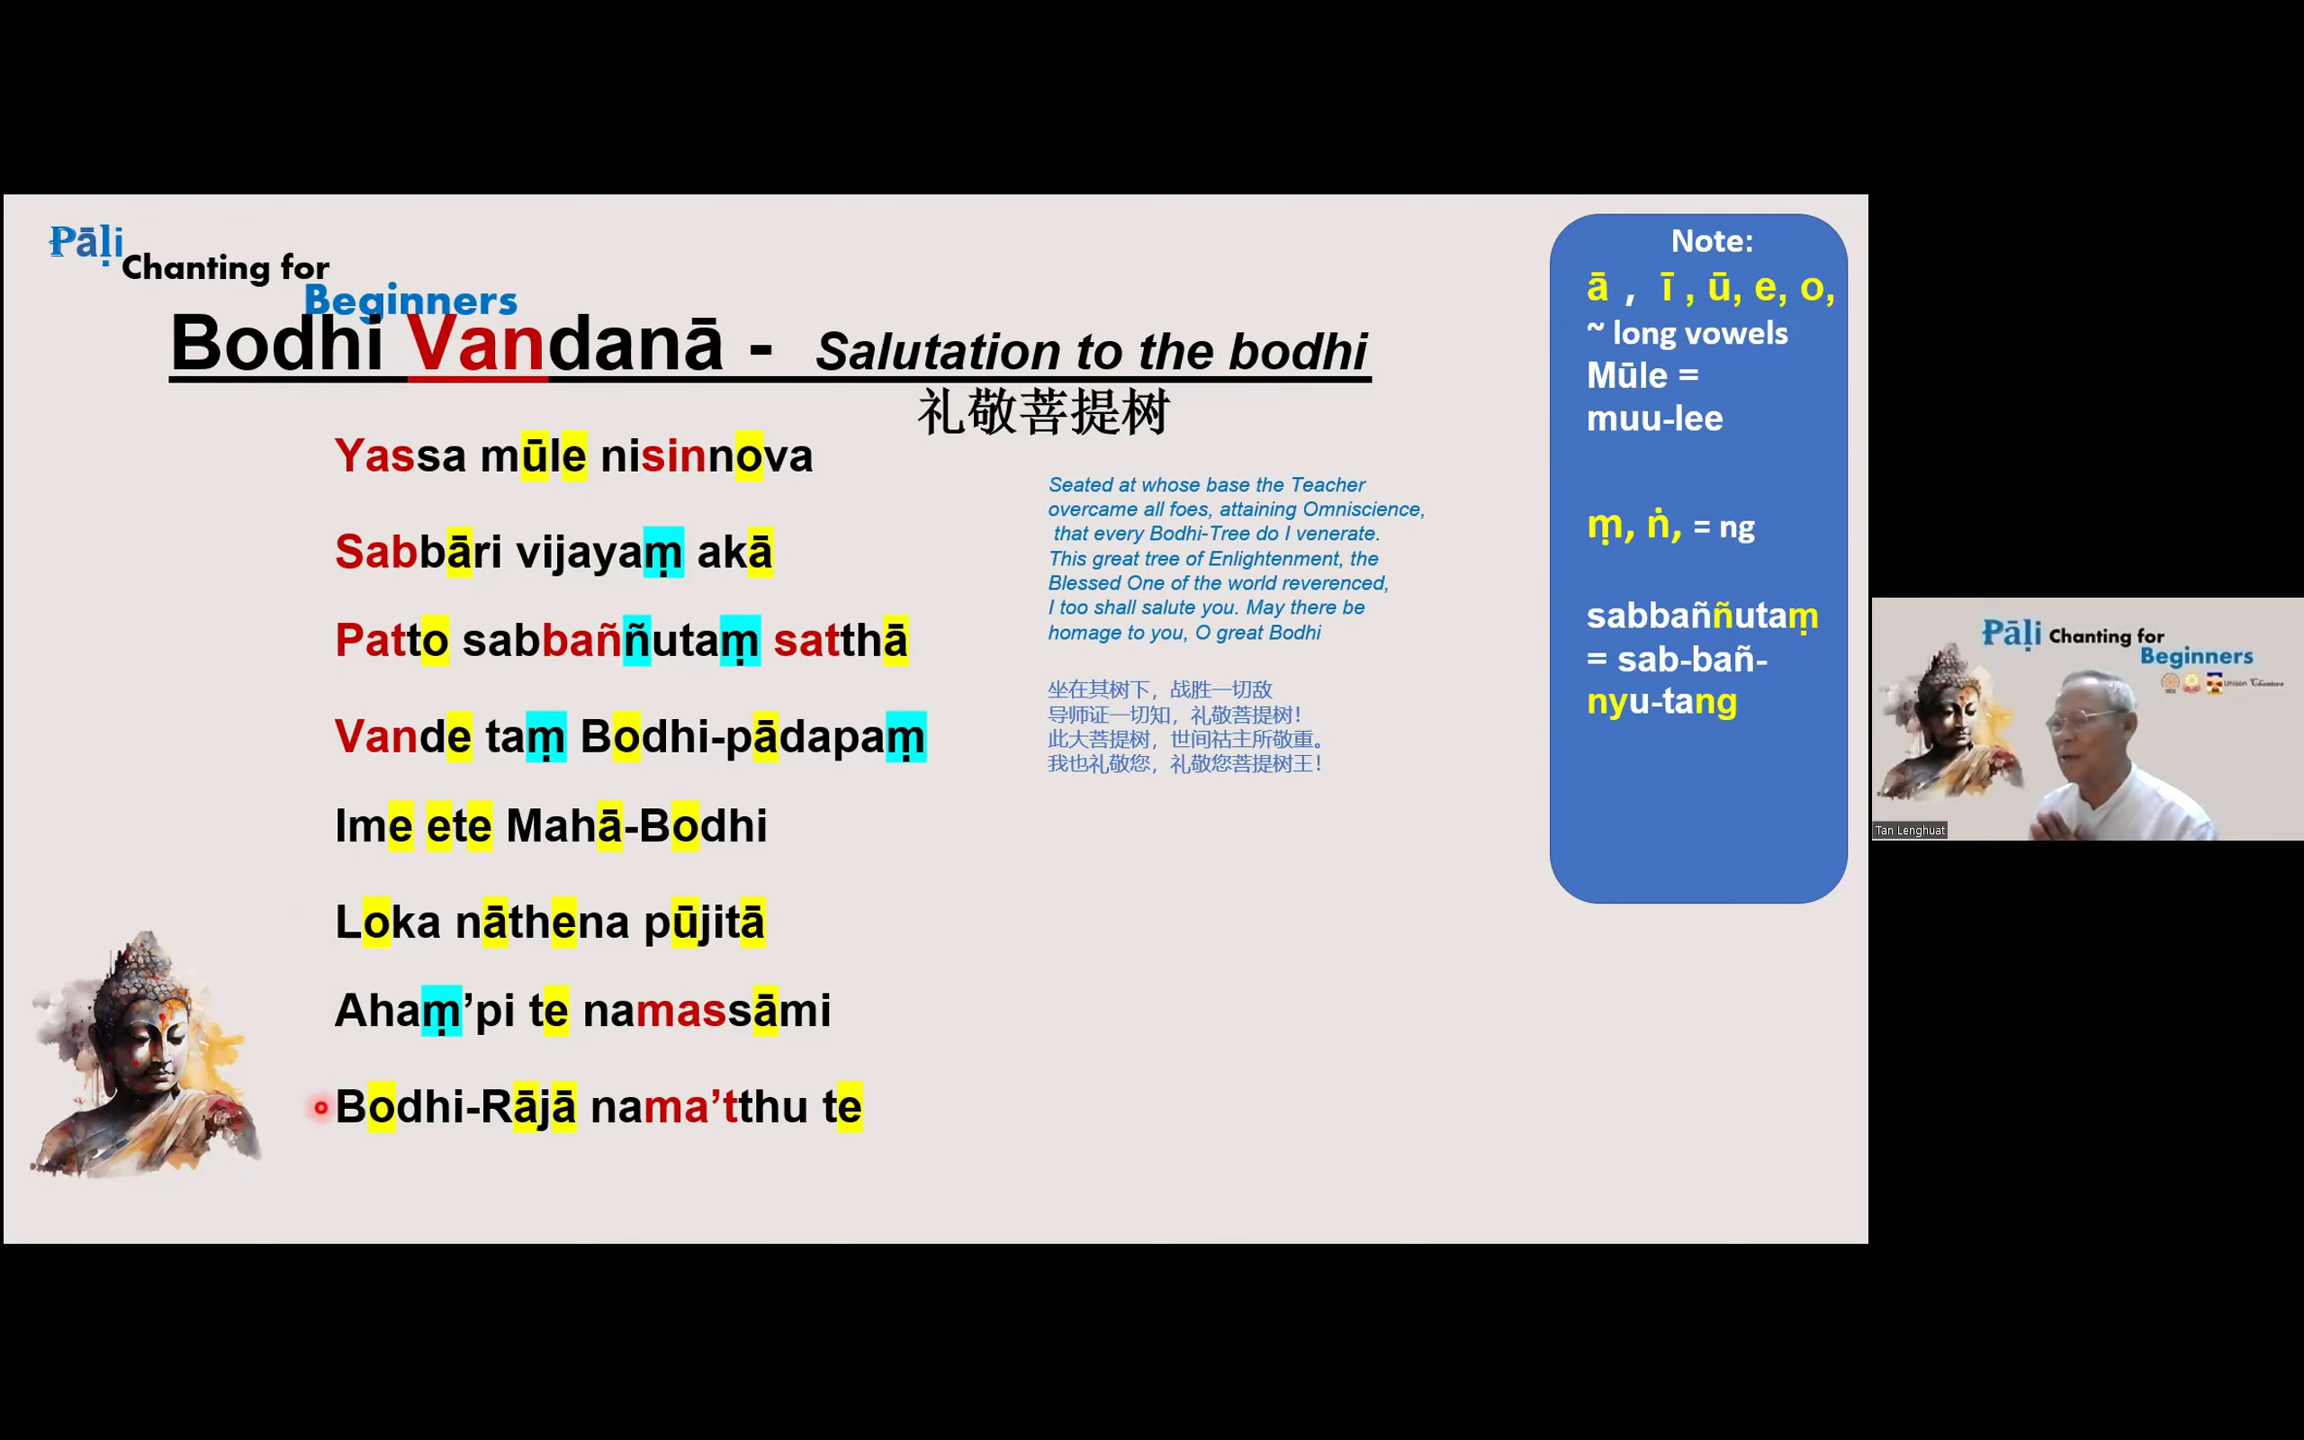 Pāḷi
Chanting for
Beginners
Bodhi Vandanā - Salutation to the bodhi
礼敬菩提树
Yassa mūle nisinnova
Sabbāri vijayaṃ akā
Patto sabbaññutaṃ satthā
Vande taṃ Bodhi-pādapaṃ
Ime ete Mahā-Bodhi
Loka nāthena pūjitā
Ahaṃ’pi te namassāmi
Bodhi-Rājā nama’tthu te
Seated at whose base the Teacher
overcame all foes, attaining Omniscience,
that every Bodhi-Tree do I venerate.
This great tree of Enlightenment, the
Blessed One of the world reverenced,
I too shall salute you. May there be
homage to you, O great Bodhi
坐在其树下，战胜一切敌
导师证一切知，礼敬菩提树！
此大菩提树，世间祜主所敬重。
我也礼敬您，礼敬您菩提树王！
Note:
ā , ī , ū, e, o,
~ long vowels
Mūle =
muu-lee
ṃ, ṅ, = ng
sabbaññutaṃ
= sab-bañ-
nyu-tang
Pāḷi Chanting for
Beginners
Unison Chanters
Tan Lenghuat